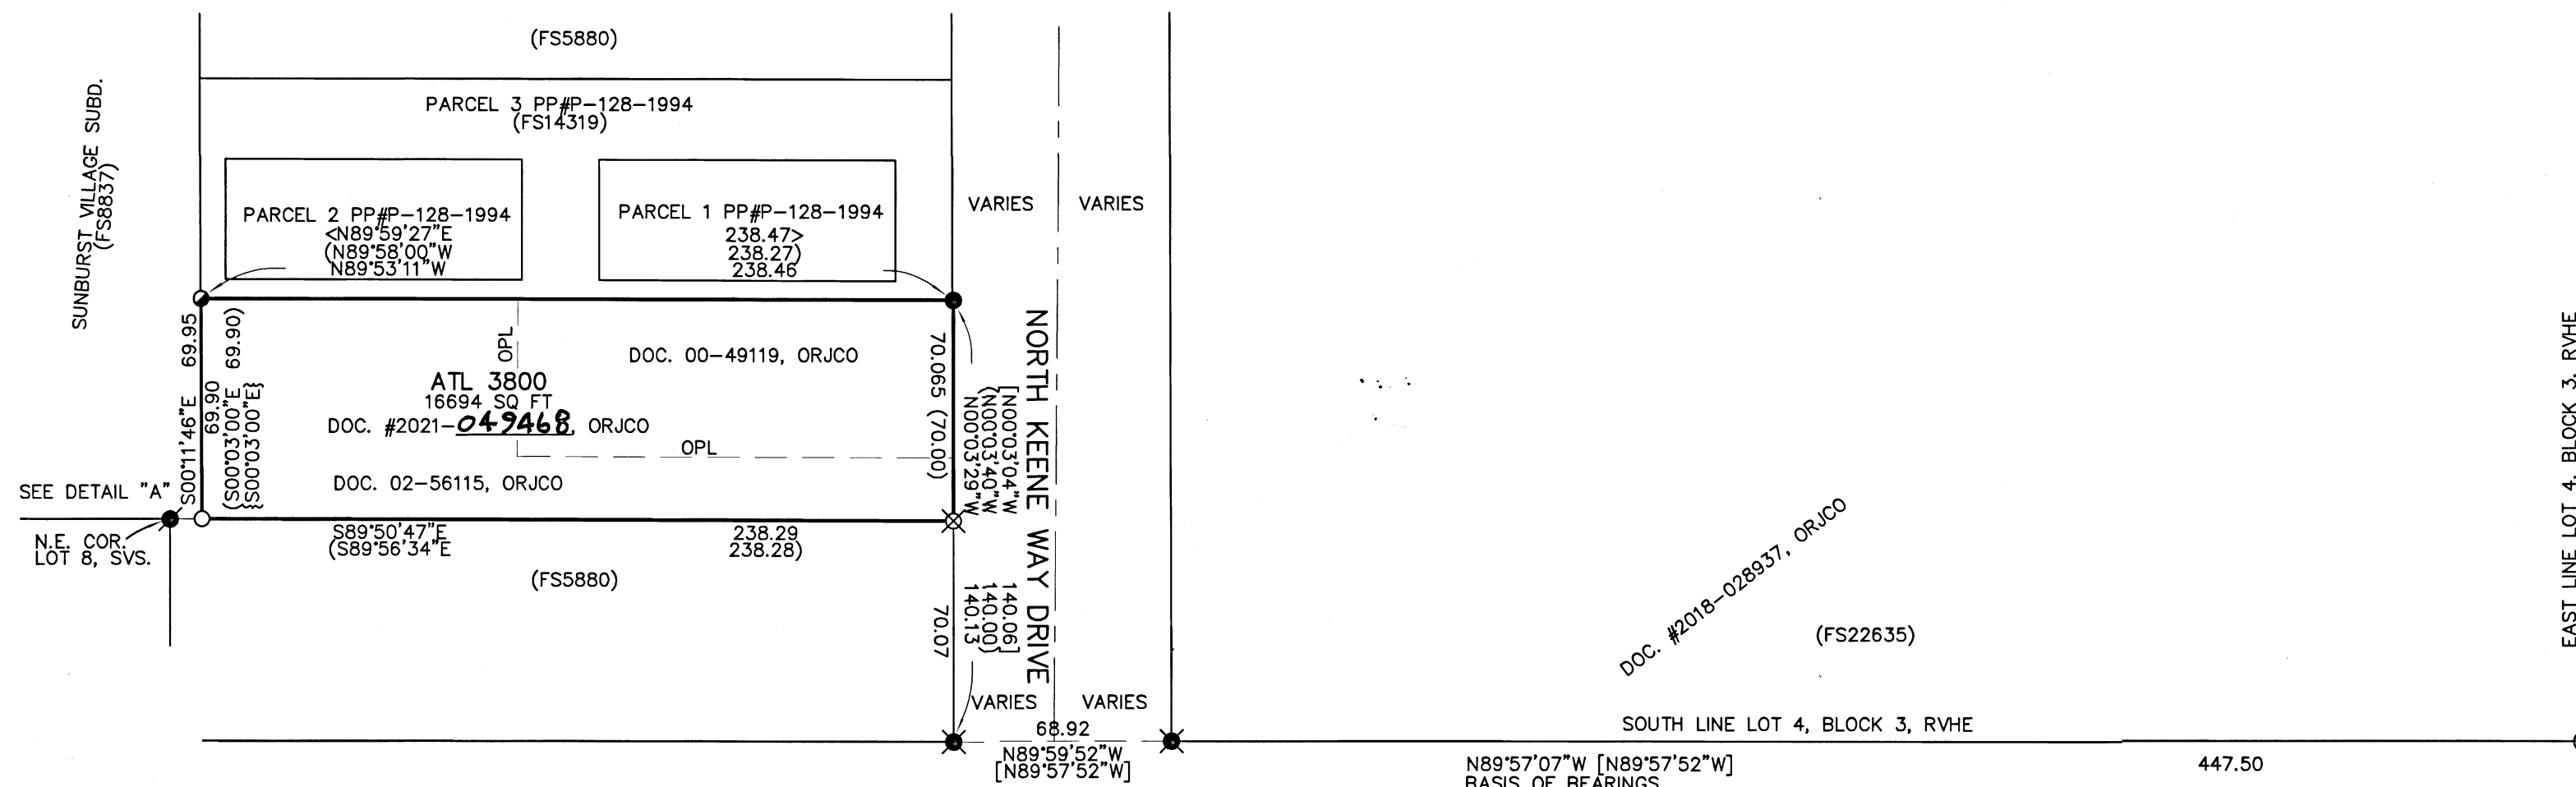 (FS5880)
PARCEL 3 PP#P-128-1994
(FS14319)
SUNBURST VILLAGE SUBD.
(FS8837)
PARCEL 2 PP#P-128-1994
<N89°59'27"E
(N89°58'00"W
N89°53'11"W
PARCEL 1 PP#P-128-1994
238.47>
238.27)
238.46
VARIES
VARIES
S00°11'46"E 69.95
69.90
(S00°03'00"E 69.90)
{S00°03'00"E}
OPL
DOC. 00-49119, ORJCO
ATL 3800
16694 SQ FT
DOC. #2021-049468, ORJCO
OPL
DOC. 02-56115, ORJCO
70.065 (70.00)
N00°03'29"W
(N00°03'40"W
[N00°03'04"W
NORTH KEENE WAY DRIVE
SEE DETAIL "A"
N.E. COR.
LOT 8, SVS.
S89°50'47"E 238.29
(S89°56'34"E 238.28)
(FS5880)
70.07
140.13
140.00)
140.06]
VARIES
VARIES
68.92
N89°59'52"W
[N89°57'52"W]
DOC. #2018-028937, ORJCO
(FS22635)
SOUTH LINE LOT 4, BLOCK 3, RVHE
N89°57'07"W [N89°57'52"W] 447.50
BASIS OF BEARINGS
EAST LINE LOT 4, BLOCK 3, RVHE